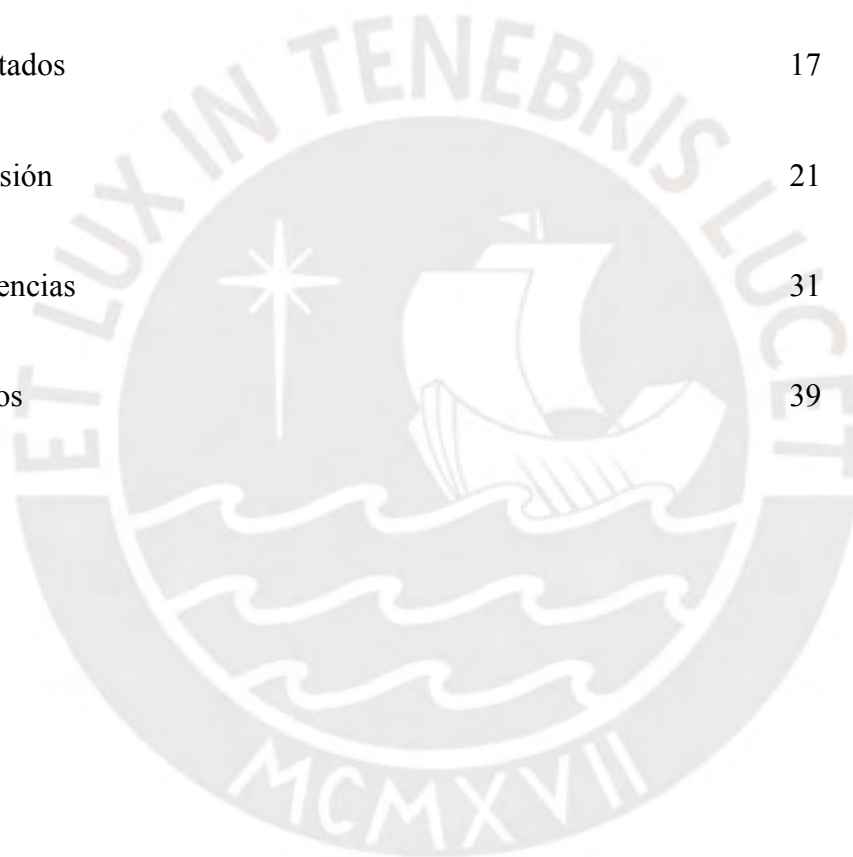 tados 17
sión 21
encias 31
os 39
ET LUX IN TENEBRIS LUCET
MCMXVII